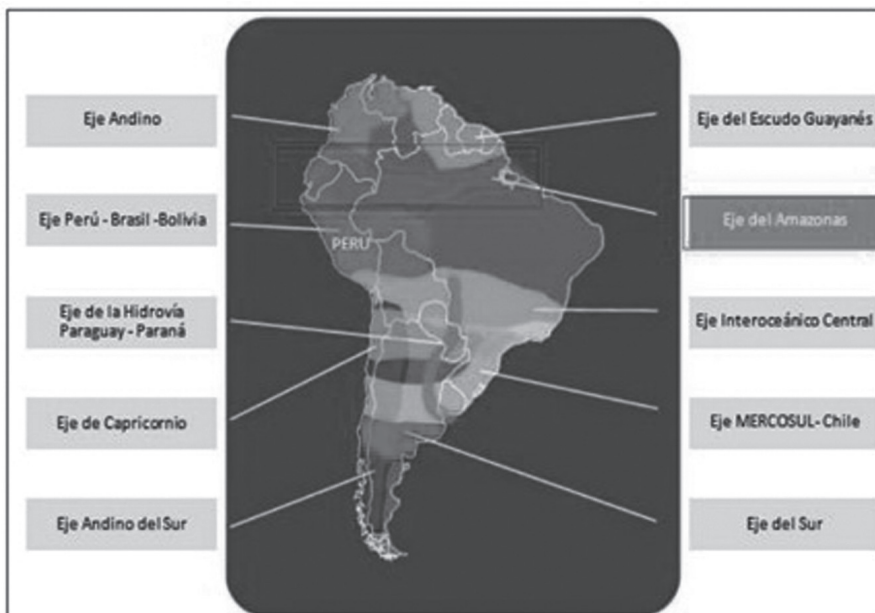 Eje Andino
Eje Perú - Brasil -Bolivia
Eje de la Hidrovía
Paraguay - Paraná
Eje de Capricornio
Eje Andino del Sur
PERU
Eje del Escudo Guayanés
Eje del Amazonas
Eje Interoceánico Central
Eje MERCOSUL- Chile
Eje del Sur